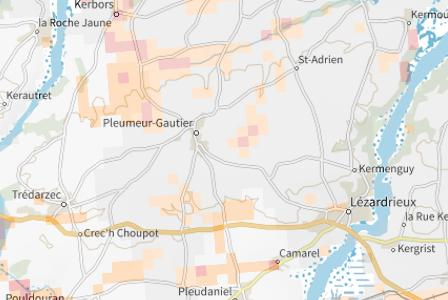 Kerbors
la Roche Jaune
Kermou
St-Adrien
Kerautret
Pleumeur-Gautier
Kermenguy
Trédarzec
Lézardrieux
la Rue Ke
Crec'h Choupot
Kergrist
Camarel
Pouldouran
Pleudaniel